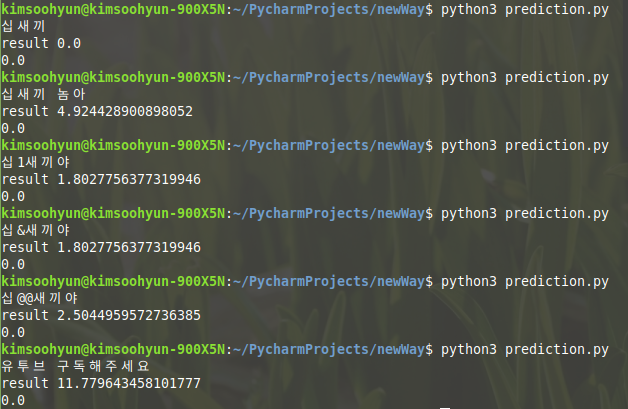 kimsoohyun@kimsoohyun-900X5N:~/PycharmProjects/newWay$ python3 prediction.py
십새끼
result 0.0
0.0
kimsoohyun@kimsoohyun-900X5N:~/PycharmProjects/newWay$ python3 prediction.py
십새끼 놈아
result 4.924428900898052
0.0
kimsoohyun@kimsoohyun-900X5N:~/PycharmProjects/newWay$ python3 prediction.py
십1새끼야
result 1.8027756377319946
0.0
kimsoohyun@kimsoohyun-900X5N:~/PycharmProjects/newWay$ python3 prediction.py
십&새끼야
result 1.8027756377319946
0.0
kimsoohyun@kimsoohyun-900X5N:~/PycharmProjects/newWay$ python3 prediction.py
십@@새끼야
result 2.5044959572736385
0.0
kimsoohyun@kimsoohyun-900X5N:~/PycharmProjects/newWay$ python3 prediction.py
유투브 구독해주세요
result 11.779643458101777
0.0